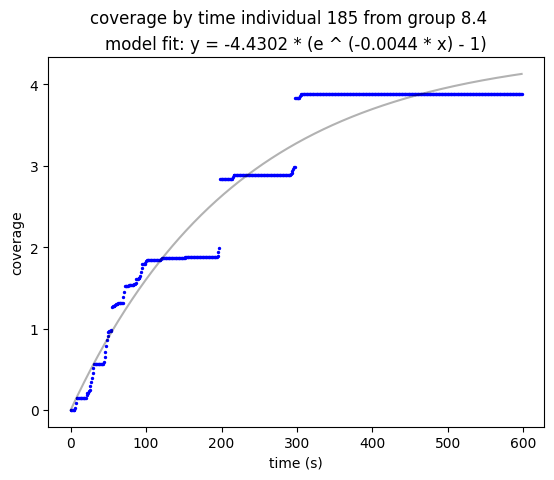 coverage by time individual 185 from group 8.4
model fit: y = -4.4302 * (e ^ (-0.0044 * x) - 1)
4
3
2
1
0
coverage
0 100 200 300 400 500 600
time (s)